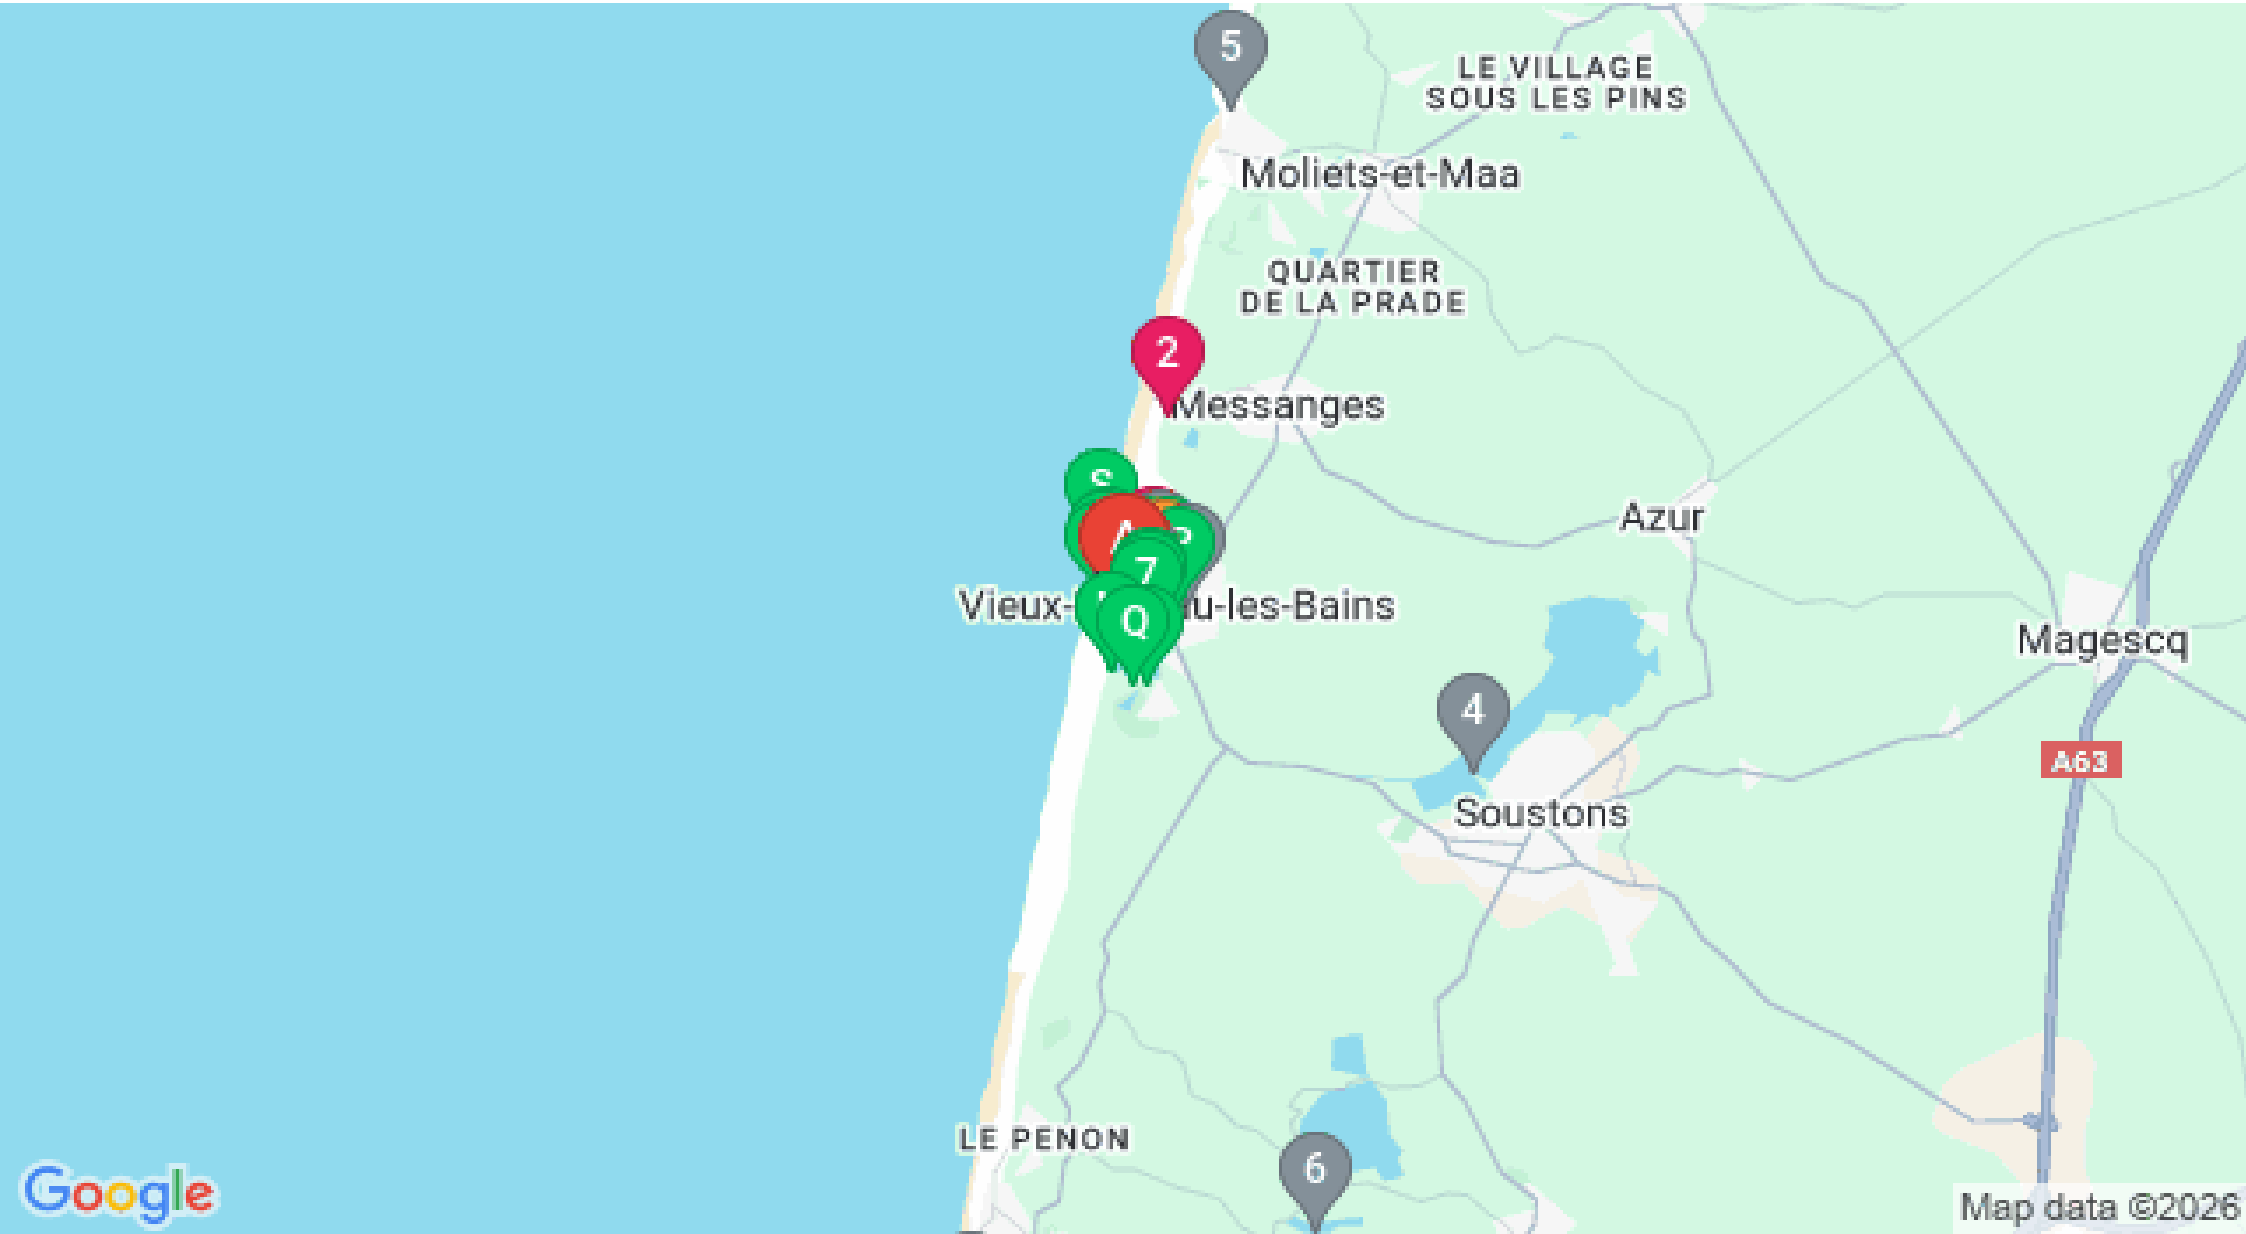 5
LE VILLAGE
SOUS LES PINS
Moliets-et-Maa
QUARTIER
DE LA PRADE
2
Messanges
S
A
Azur
7
Vieux-
u-les-Bains
Q
Magescq
4
A63
Soustons
LE PENON
6
Google
Map data ©2026